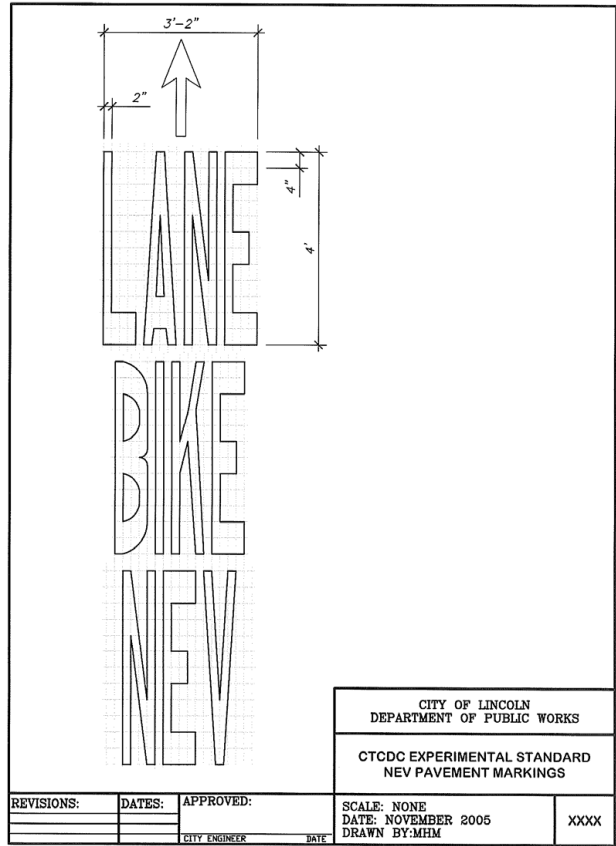 3'-2"
2"
LANE
4"
4'
BIKE
NEV
CITY OF LINCOLN
DEPARTMENT OF PUBLIC WORKS
CTCDC EXPERIMENTAL STANDARD
NEV PAVEMENT MARKINGS
REVISIONS: DATES: APPROVED:
CITY ENGINEER DATE
SCALE: NONE
DATE: NOVEMBER 2005
DRAWN BY:MHM
XXXX